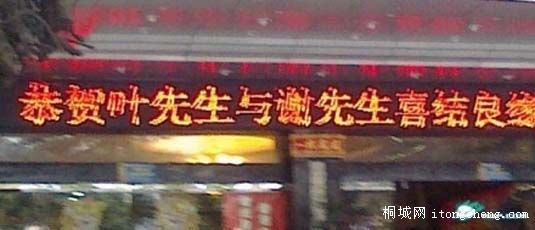 恭贺叶先生与谢先生喜结良缘
桐城网 itongcheng.com